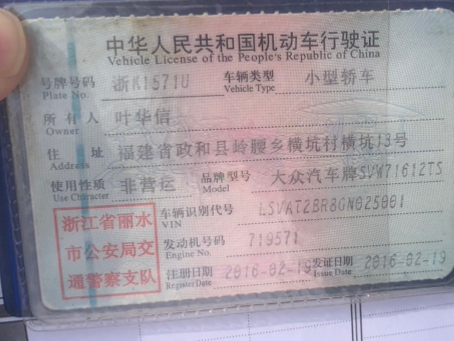 中华人民共和国机动车行驶证
Vehicle License of the People's Republic of China
号牌号码 浙K1571U 车辆类型 小型轿车
Plate No. Vehicle Type
所有人 叶华信
Owner
住址 福建省政和县岭腰乡横坑村横坑13号
Address
使用性质 非营运 品牌型号 大众汽车牌SVW71612TS
Use Character Model
浙江省丽水
市公安局交
通警察支队
车辆识别代号 LSVAT2BR8GN025001
VIN
发动机号码 719571
Engine No.
注册日期 2016-02-19 发证日期 2016-02-19
Register Date Issue Date